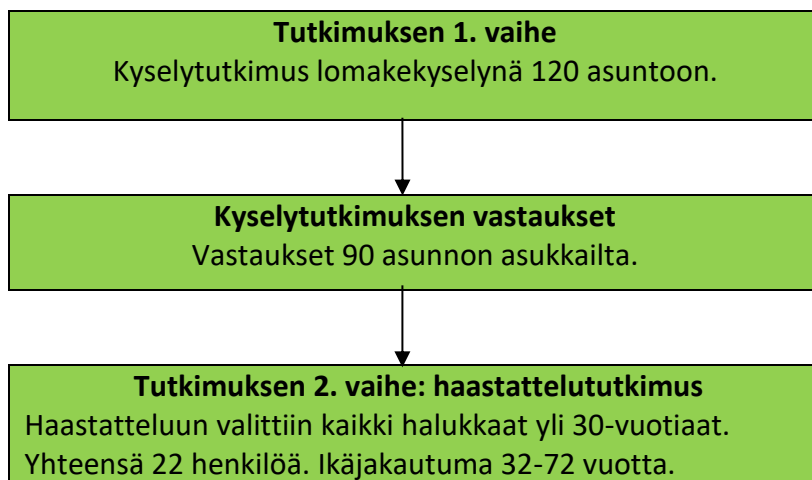 Tutkimuksen 1. vaihe
Kyselytutkimus lomakekyselynä 120 asuntoon.
Kyselytutkimuksen vastaukset
Vastaukset 90 asunnon asukkailta.
Tutkimuksen 2. vaihe: haastattelututkimus
Haastatteluun valittiin kaikki halukkaat yli 30-vuotiaat.
Yhteensä 22 henkilöä. Ikäjakautuma 32-72 vuotta.